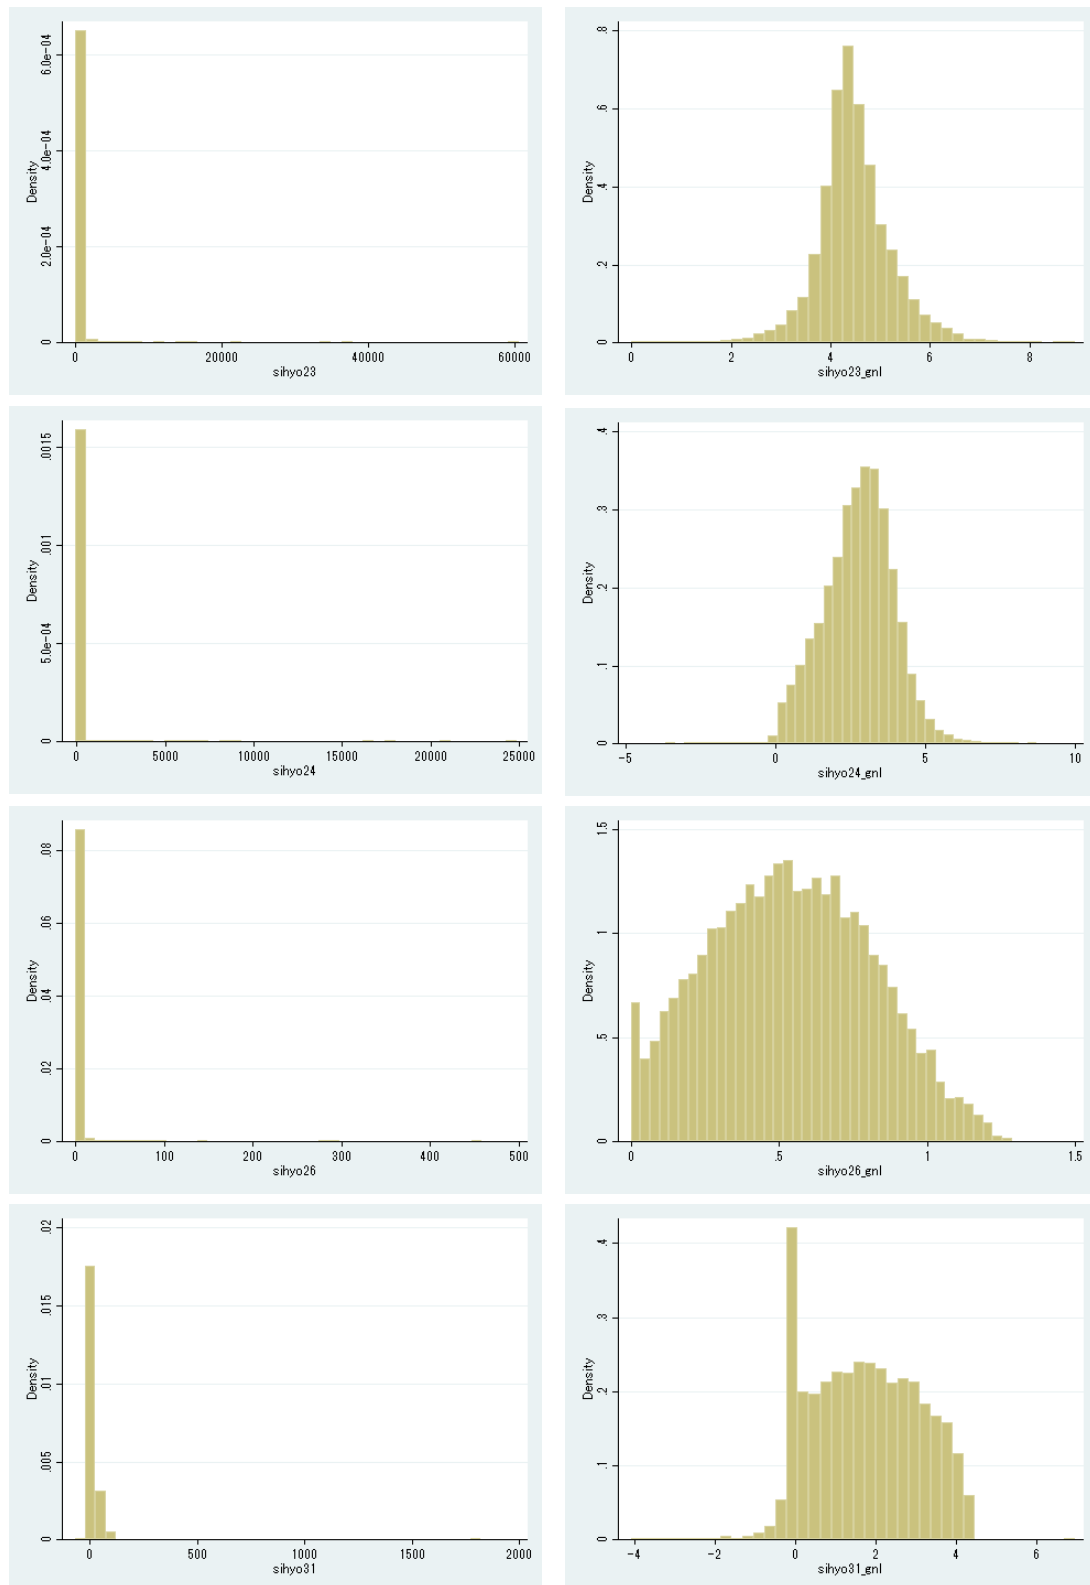 Density
6.0e-04
4.0e-04
2.0e-04
0
0 20000 40000 60000
sihyo23
Density
.8
.6
.4
.2
0
0 2 4 6 8
sihyo23_gnl
Density
.0015
.001
5.0e-04
0
0 5000 10000 15000 20000 25000
sihyo24
Density
.4
.3
.2
.1
0
-5 0 5 10
sihyo24_gnl
Density
.08
.06
.04
.02
0
0 100 200 300 400 500
sihyo26
Density
1.5
1
.5
0
0 .5 1 1.5
sihyo26_gnl
Density
.02
.015
.01
.005
0
0 500 1000 1500 2000
sihyo31
Density
.4
.3
.2
.1
0
-4 -2 0 2 4 6
sihyo31_gnl